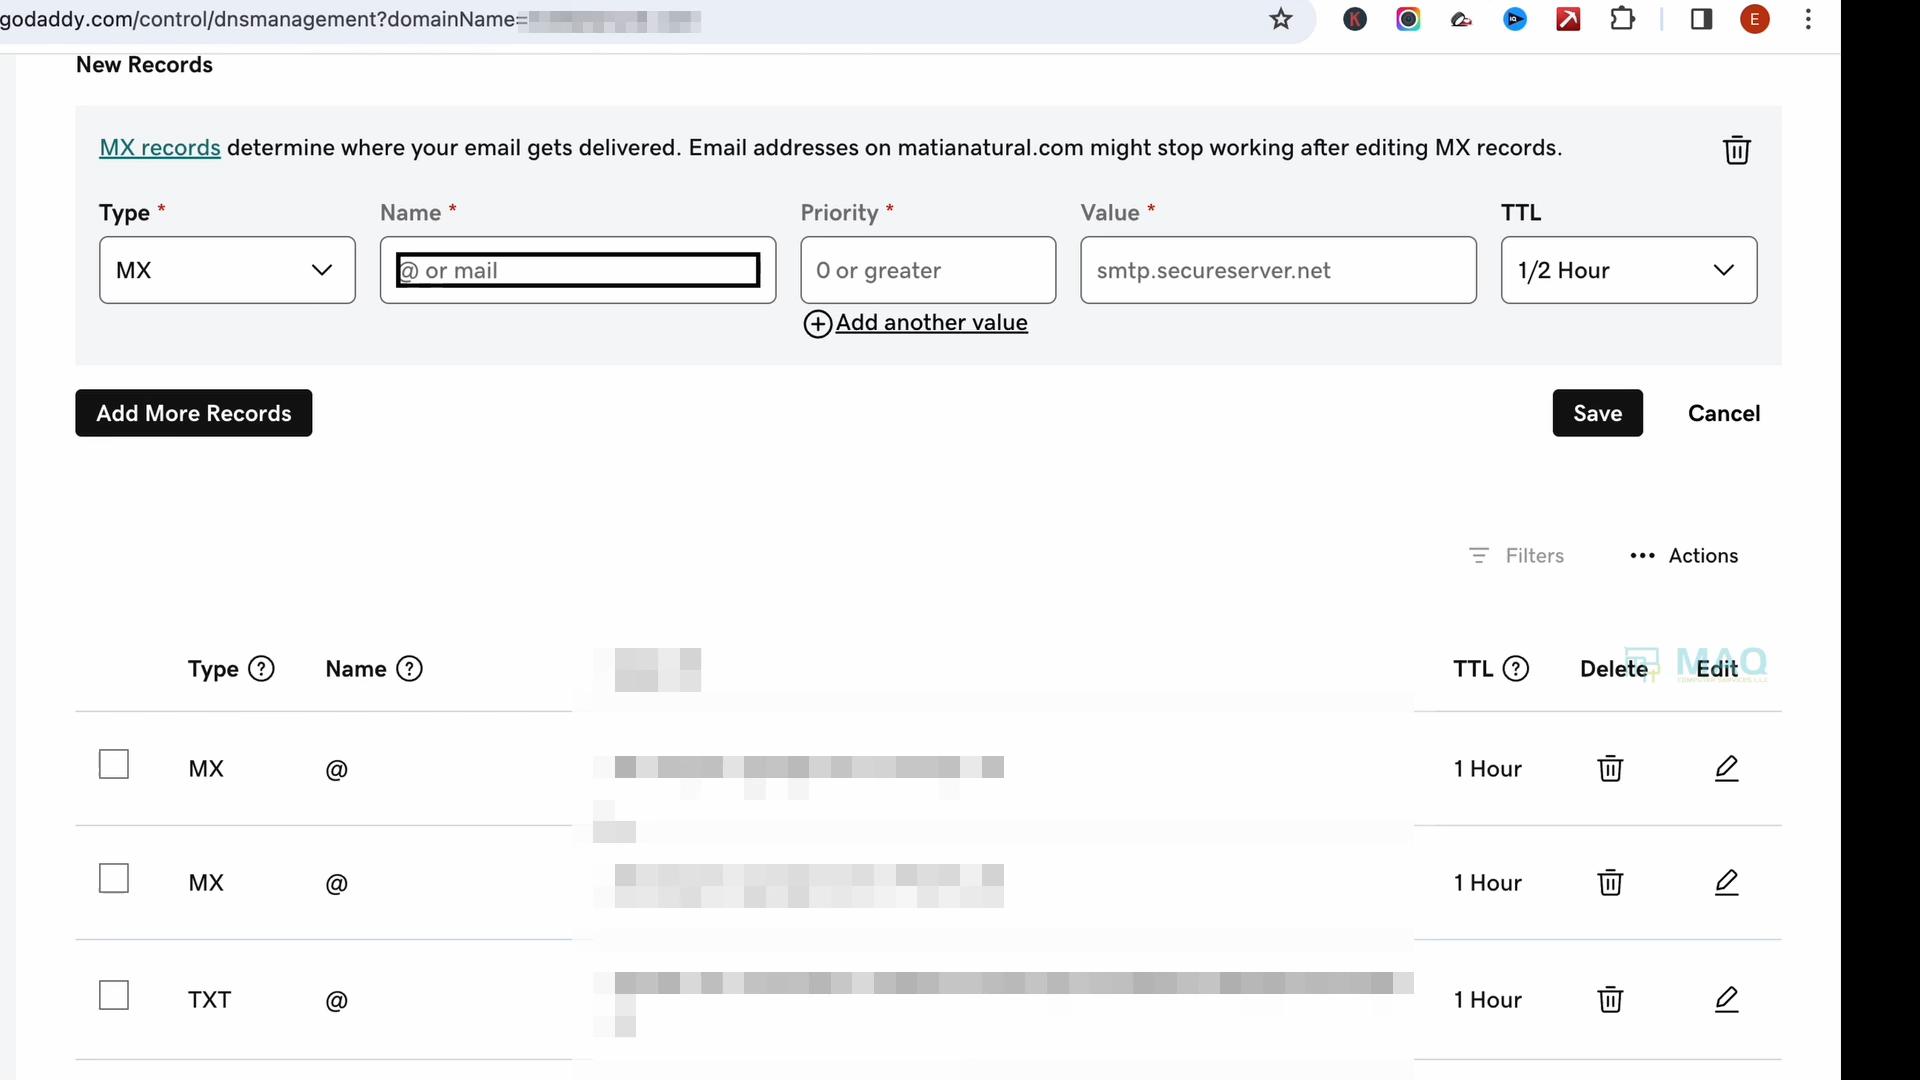 godaddy.com/control/dnsmanagement?domainName=
E
New Records
MX records determine where your email gets delivered. Email addresses on matianatural.com might stop working after editing MX records.
Type * Name * Priority * Value * TTL
MX @ or mail 0 or greater smtp.secureserver.net 1/2 Hour
Add another value
Add More Records Save Cancel
Filters ••• Actions
Type ? Name ? TTL ? Delete Edit
MAQ
MX @ 1 Hour
MX @ 1 Hour
TXT @ 1 Hour